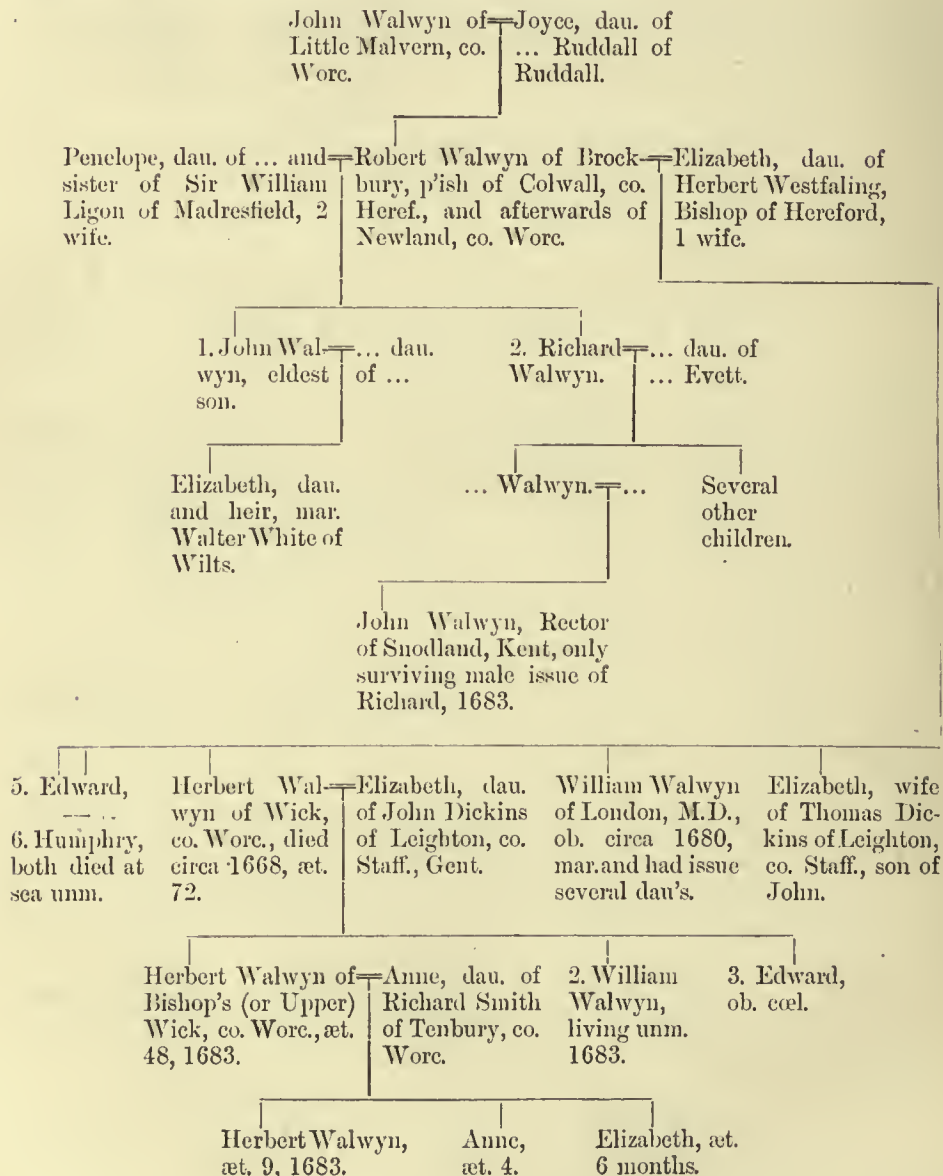 John Walwyn of
Little Malvern, co.
Worc.
Joyce, dau. of
... Ruddall of
Ruddall.
Penelope, dau. of ... and
sister of Sir William
Ligon of Madresfield, 2
wife.
Robert Walwyn of Brock-
bury, p'ish of Colwall, co.
Heref., and afterwards of
Newland, co. Worc.
Elizabeth, dau. of
Herbert Westfaling,
Bishop of Hereford,
1 wife.
1. John Wal-
wyn, eldest
son.
... dau.
of ...
2. Richard
Walwyn.
... dau. of
... Evett.
Elizabeth, dau.
and heir, mar.
Walter White of
Wilts.
... Walwyn.
...
Several
other
children.
John Walwyn, Rector
of Snodland, Kent, only
surviving male issue of
Richard, 1683.
5. Edward,
6. Humphry,
both died at
sea unm.
Herbert Wal-
wyn of Wick,
co. Worc., died
circa 1668, æt.
72.
Elizabeth, dau.
of John Dickins
of Leighton, co.
Staff., Gent.
William Walwyn
of London, M.D.,
ob. circa 1680,
mar. and had issue
several dau's.
Elizabeth, wife
of Thomas Dic-
kins of Leighton,
co. Staff., son of
John.
Herbert Walwyn of
Bishop's (or Upper)
Wick, co. Worc., æt.
48, 1683.
Anne, dau. of
Richard Smith
of Tenbury, co.
Worc.
2. William
Walwyn,
living unm.
1683.
3. Edward,
ob. cœl.
Herbert Walwyn,
æt. 9, 1683.
Anne,
æt. 4.
Elizabeth, æt.
6 months.